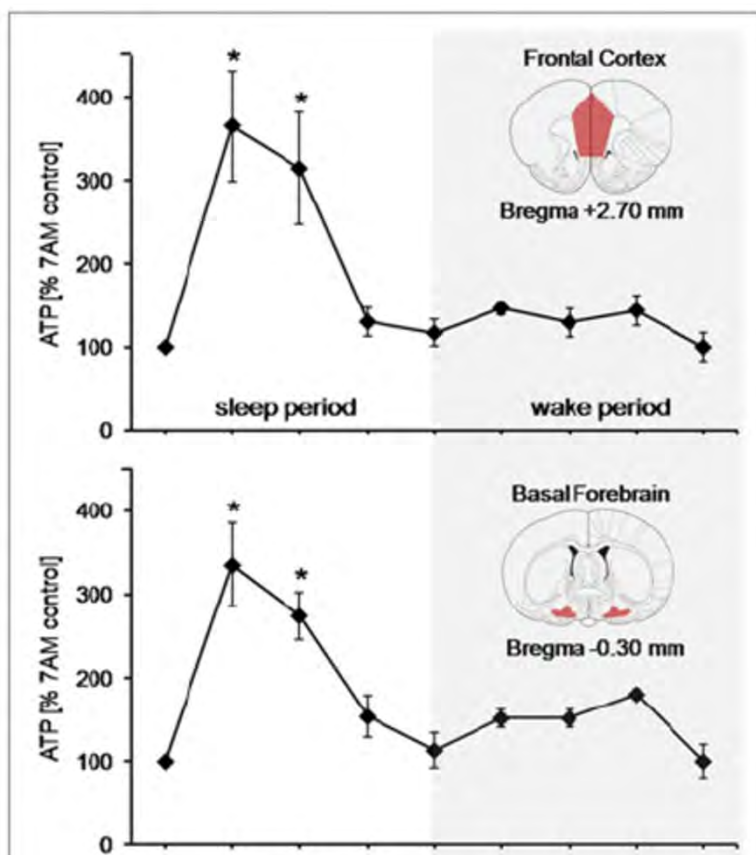 Frontal Cortex
Bregma +2.70 mm
ATP [% 7AM control]
400
300
200
100
0
* *
sleep period wake period
Basal Forebrain
Bregma -0.30 mm
ATP [% 7AM control]
400
300
200
100
0
* *